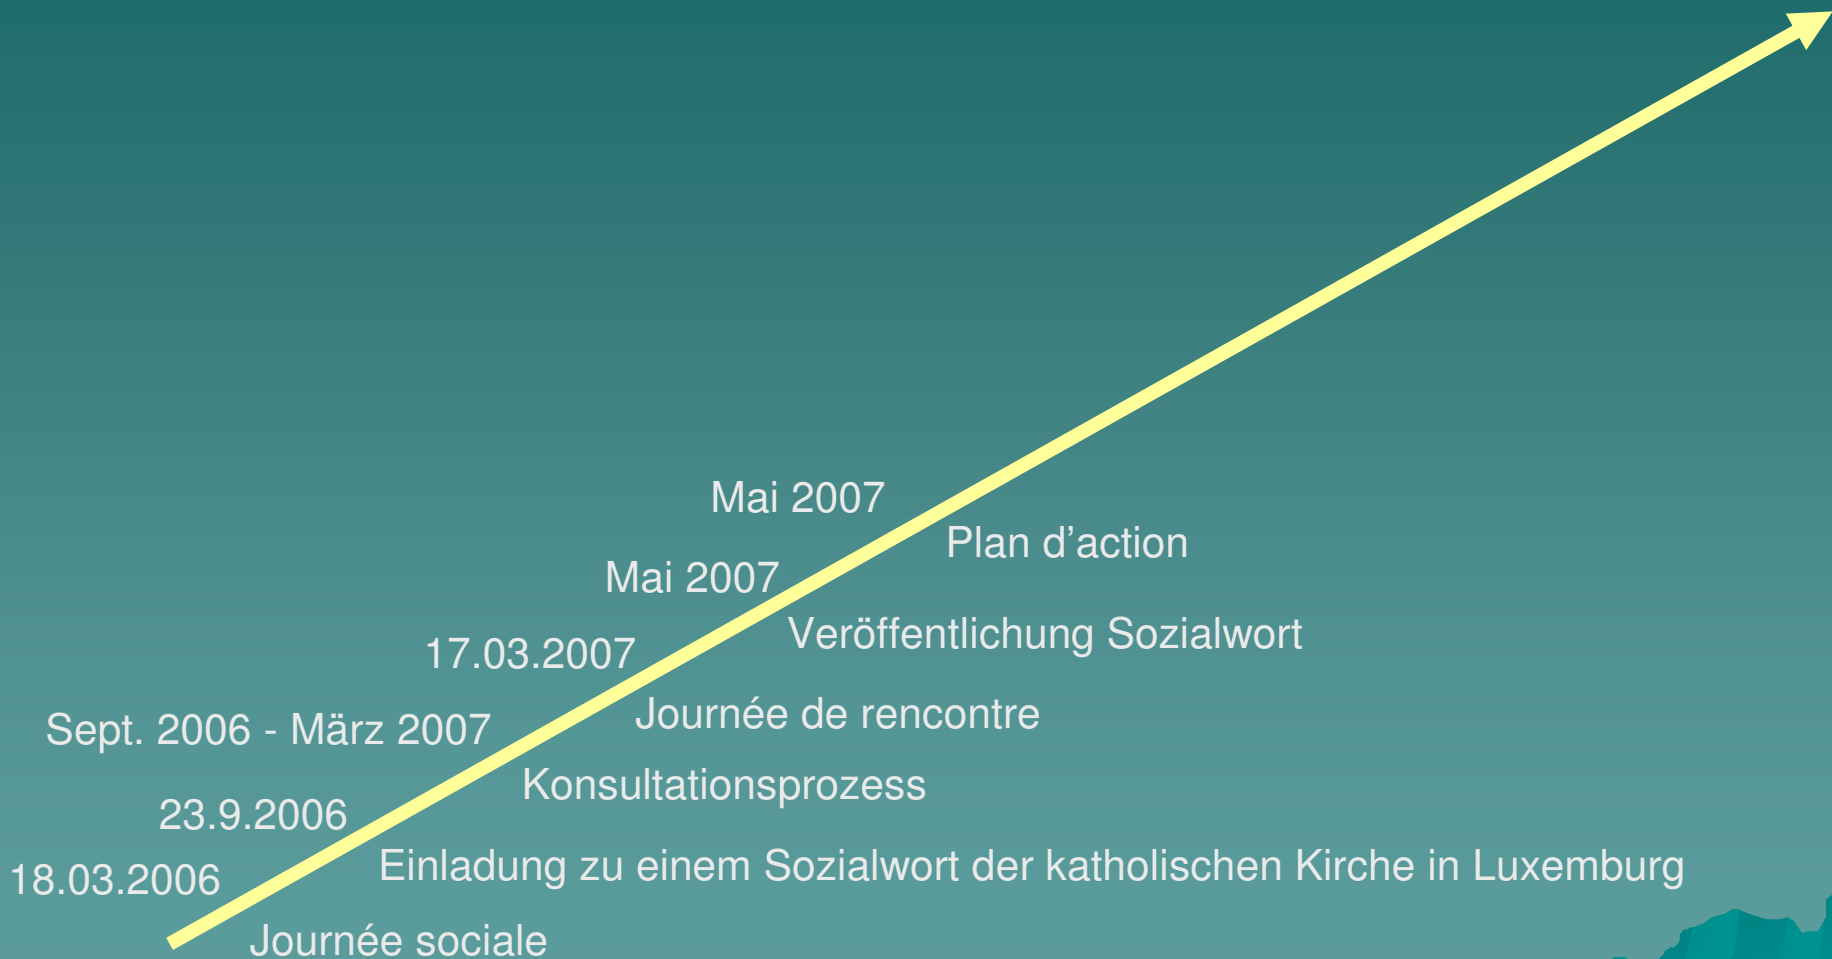 Mai 2007
Plan d’action
Mai 2007
Veröffentlichung Sozialwort
17.03.2007
Journée de rencontre
Sept. 2006 - März 2007
Konsultationsprozess
23.9.2006
Einladung zu einem Sozialwort der katholischen Kirche in Luxemburg
18.03.2006
Journée sociale